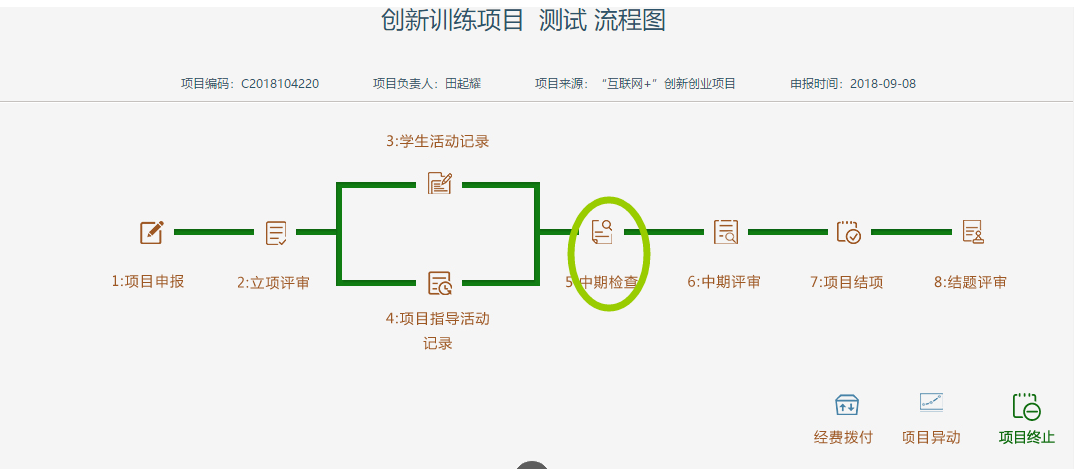 创新训练项目 测试 流程图
项目编码：C2018104220 项目负责人：田起耀 项目来源：“互联网+”创新创业项目 申报时间：2018-09-08
3:学生活动记录
1:项目申报
2:立项评审
4:项目指导活动
记录
5:中期检查
6:中期评审
7:项目结项
8:结题评审
经费拨付
项目异动
项目终止